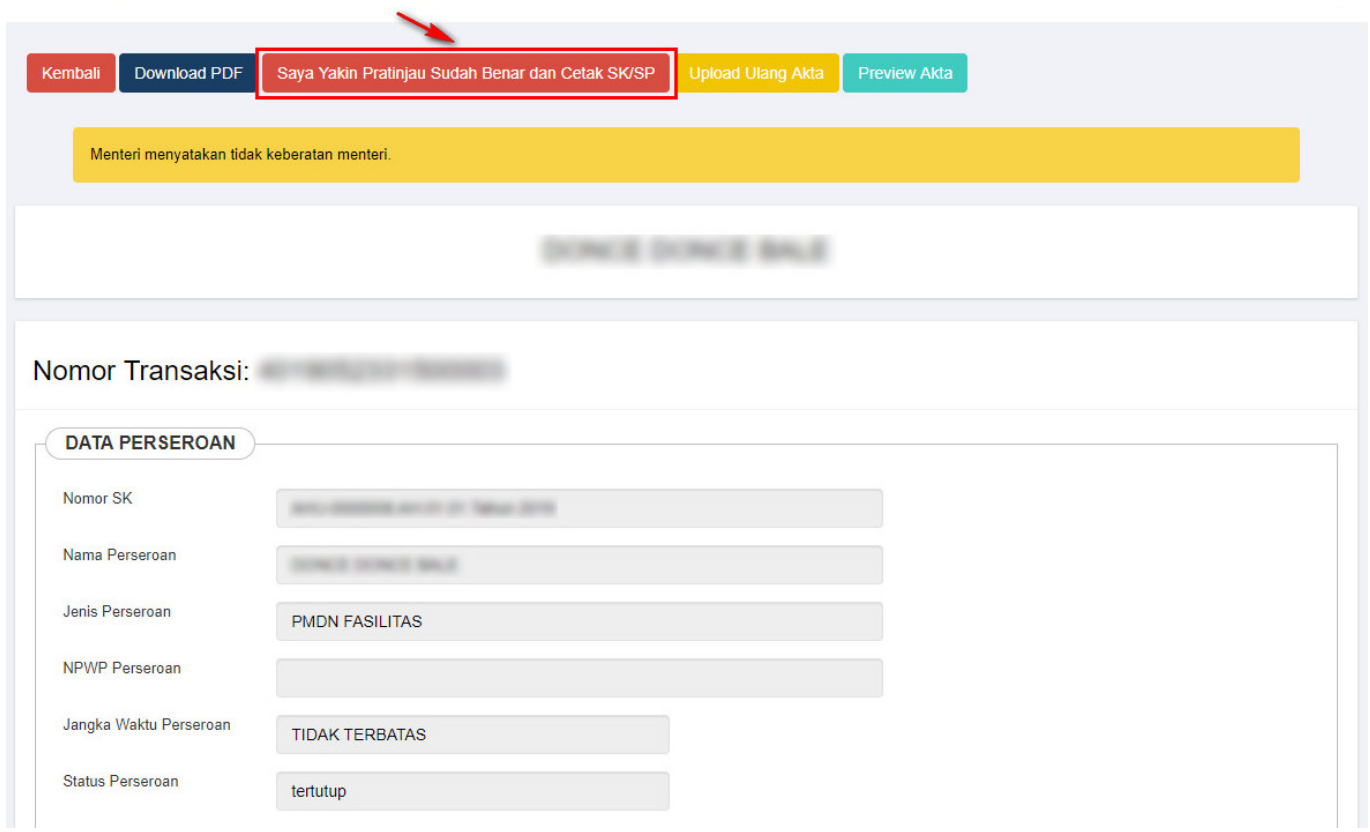 Kembali Download PDF Saya Yakin Pratinjau Sudah Benar dan Cetak SK/SP Upload Ulang Akta Preview Akta
Menteri menyatakan tidak keberatan menteri.
Nomor Transaksi:
DATA PERSEROAN
Nomor SK
Nama Perseroan
Jenis Perseroan PMDN FASILITAS
NPWP Perseroan
Jangka Waktu Perseroan TIDAK TERBATAS
Status Perseroan tertutup